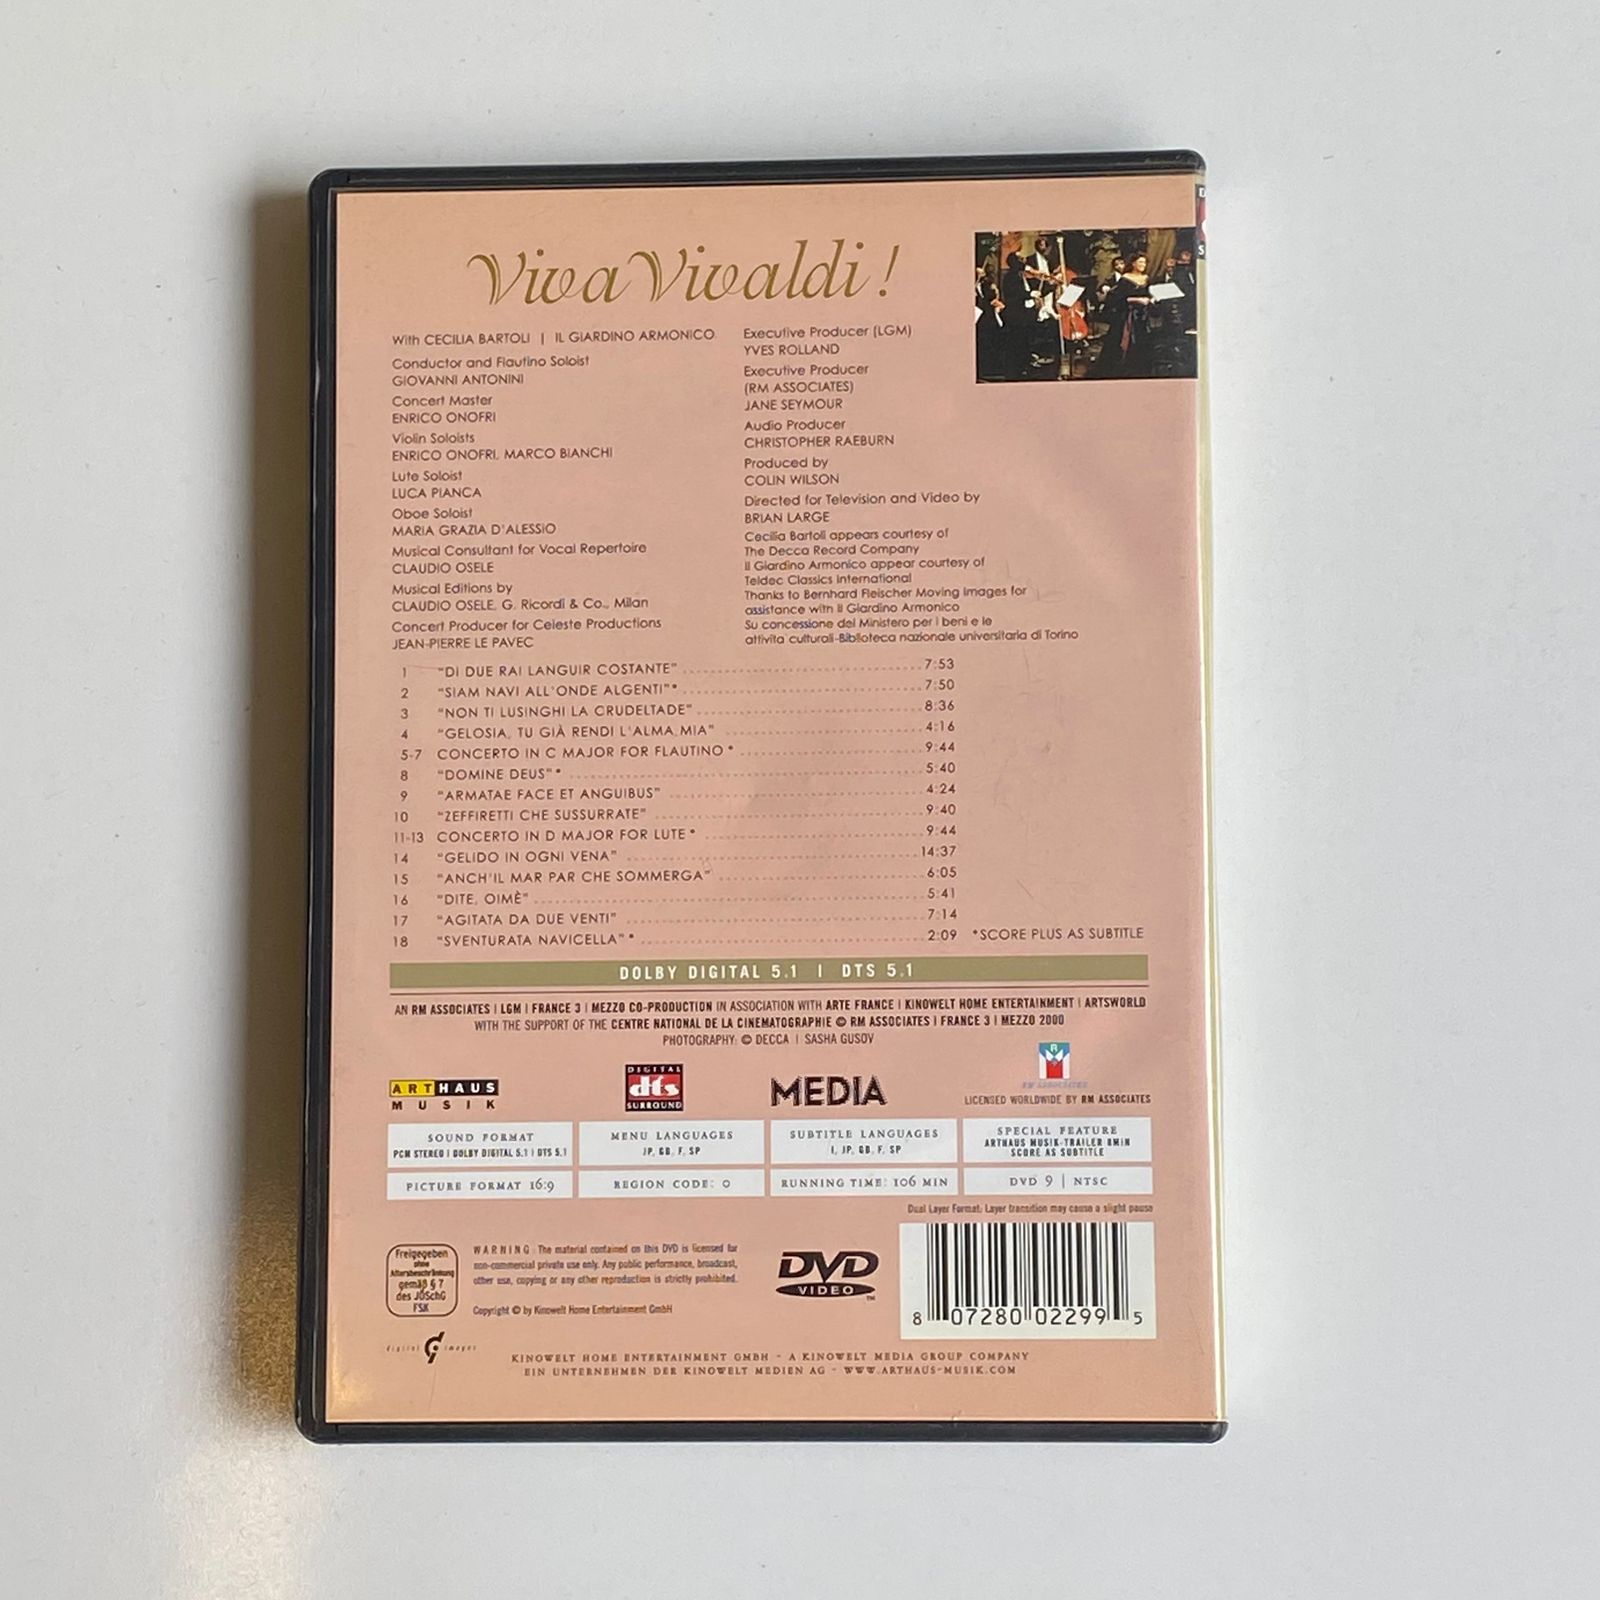 Viva Vivaldi!
With CECILIA BARTOLI | IL GIARDINO ARMONICO
Conductor and Flautino Soloist
GIOVANNI ANTONINI
Concert Master
ENRICO ONOFRI
Violin Soloists
ENRICO ONOFRI, MARCO BIANCHI
Lute Soloist
LUCA PIANCA
Oboe Soloist
MARIA GRAZIA D'ALESSIO
Musical Consultant for Vocal Repertoire
CLAUDIO OSELE
Musical Editions by
CLAUDIO OSELE, G. Ricordi & Co., Milan
Concert Producer for Celeste Productions
JEAN-PIERRE LE PAVEC
Executive Producer (LGM)
YVES ROLLAND
Executive Producer
(RM ASSOCIATES)
JANE SEYMOUR
Audio Producer
CHRISTOPHER RAEBURN
Produced by
COLIN WILSON
Directed for Television and Video by
BRIAN LARGE
Cecilia Bartoli appears courtesy of
The Decca Record Company
Il Giardino Armonico appear courtesy of
Teldec Classics International
Thanks to Bernhard Fleischer Moving Images for
assistance with Il Giardino Armonico
Su concessione del Ministero per i beni e le
attivita culturali-Biblioteca nazionale universitaria di Torino
1 "DI DUE RAI LANGUIR COSTANTE" 7:53
2 "SIAM NAVI ALL'ONDE ALGENTI"* 7:50
3 "NON TI LUSINGHI LA CRUDELTADE" 8:36
4 "GELOSIA, TU GIÀ RENDI L'ALMA MIA" 4:16
5-7 CONCERTO IN C MAJOR FOR FLAUTINO * 9:44
8 "DOMINE DEUS" * 5:40
9 "ARMATAE FACE ET ANGUIBUS" 4:24
10 "ZEFFIRETTI CHE SUSSURRATE" 9:40
11-13 CONCERTO IN D MAJOR FOR LUTE * 9:44
14 "GELIDO IN OGNI VENA" 14:37
15 "ANCH'IL MAR PAR CHE SOMMERGA" 6:05
16 "DITE, OIMÈ" 5:41
17 "AGITATA DA DUE VENTI" 7:14
18 "SVENTURATA NAVICELLA" * 2:09 *SCORE PLUS AS SUBTITLE
DOLBY DIGITAL 5.1 | DTS 5.1
AN RM ASSOCIATES | LGM | FRANCE 3 | MEZZO CO-PRODUCTION IN ASSOCIATION WITH ARTE FRANCE | KINOWELT HOME ENTERTAINMENT | ARTSWORLD
WITH THE SUPPORT OF THE CENTRE NATIONAL DE LA CINEMATOGRAPHIE © RM ASSOCIATES | FRANCE 3 | MEZZO 2000
PHOTOGRAPHY: © DECCA | SASHA GUSOV
ARTHAUS
MUSIK
DIGITAL
dts
SURROUND
MEDIA
RM ASSOCIATES
LICENSED WORLDWIDE BY RM ASSOCIATES
SOUND FORMAT
PCM STEREO | DOLBY DIGITAL 5.1 | DTS 5.1
MENU LANGUAGES
JP, GB, F, SP
SUBTITLE LANGUAGES
I, JP, GB, F, SP
SPECIAL FEATURE
ARTHAUS MUSIK-TRAILER 8MIN
SCORE AS SUBTITLE
PICTURE FORMAT 16:9
REGION CODE: 0
RUNNING TIME: 106 MIN
DVD 9 | NTSC
Dual Layer Format: Layer transition may cause a slight pause
Freigegeben
ohne
Altersbeschränkung
gemäß § 7
des JÖSchG
FSK
WARNING: The material contained on this DVD is licensed for
non-commercial private use only. Any public performance, broadcast,
other use, copying or any other reproduction is strictly prohibited.
Copyright © by Kinowelt Home Entertainment GmbH
DVD
VIDEO
TM
8 07280 02299 5
digital images
KINOWELT HOME ENTERTAINMENT GMBH - A KINOWELT MEDIA GROUP COMPANY
EIN UNTERNEHMEN DER KINOWELT MEDIEN AG - WWW.ARTHAUS-MUSIK.COM